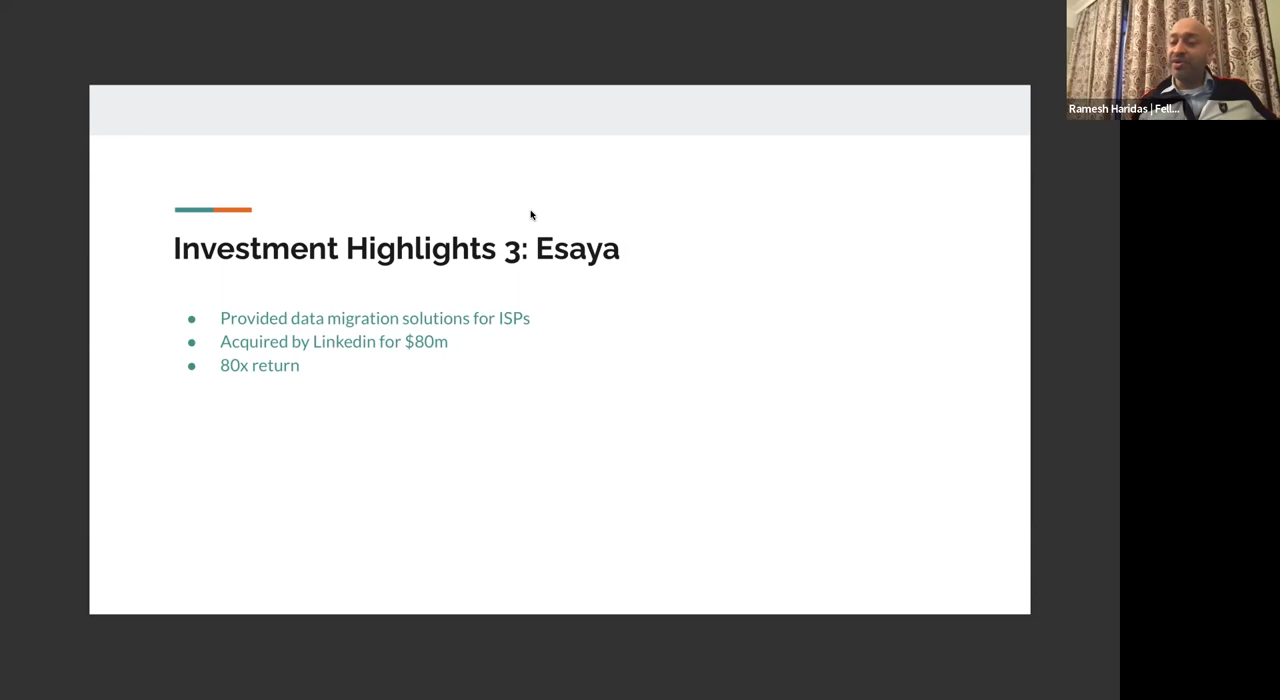 Ramesh Haridas | Fell...
Investment Highlights 3: Esaya
● Provided data migration solutions for ISPs
● Acquired by Linkedin for $80m
● 80x return